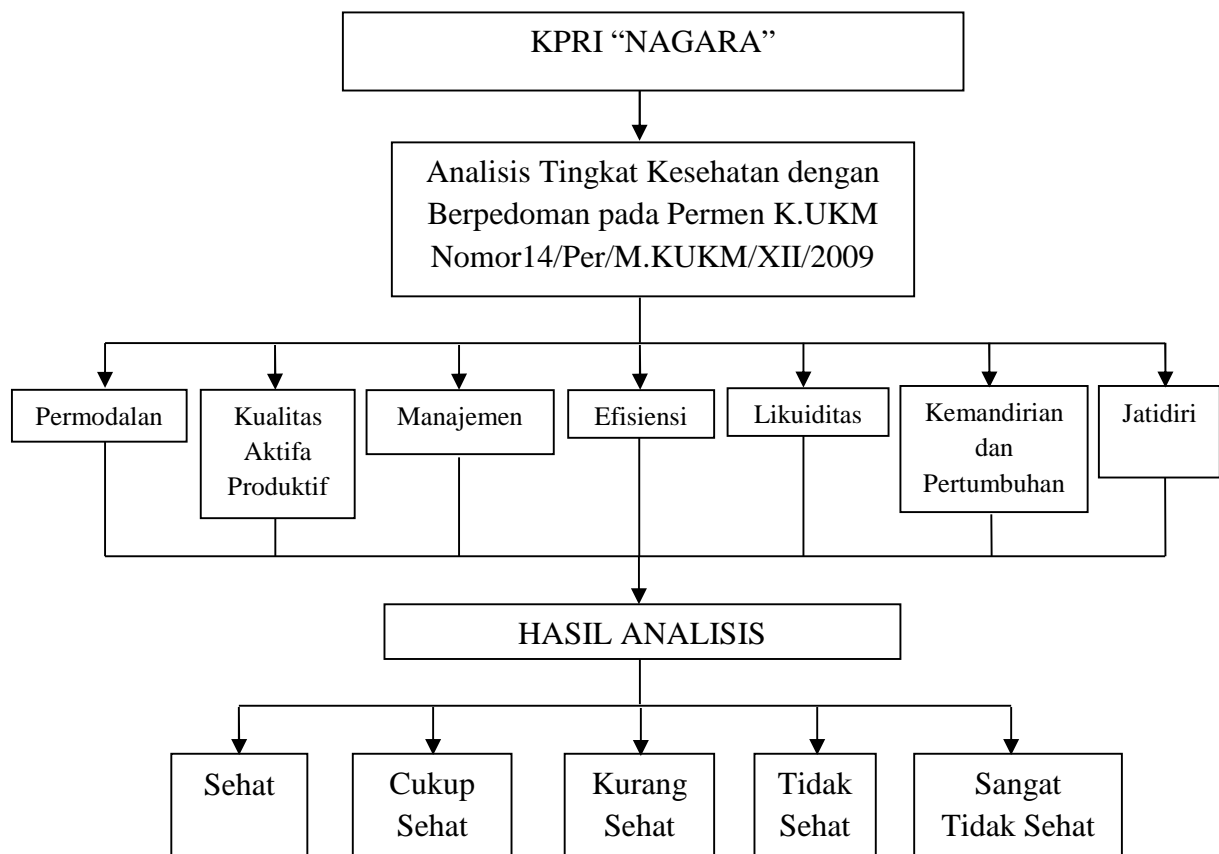 KPRI “NAGARA”
Analisis Tingkat Kesehatan dengan
Berpedoman pada Permen K.UKM
Nomor14/Per/M.KUKM/XII/2009
Permodalan
Kualitas
Aktifa
Produktif
Manajemen
Efisiensi
Likuiditas
Kemandirian
dan
Pertumbuhan
Jatidiri
HASIL ANALISIS
Sehat
Cukup
Sehat
Kurang
Sehat
Tidak
Sehat
Sangat
Tidak Sehat